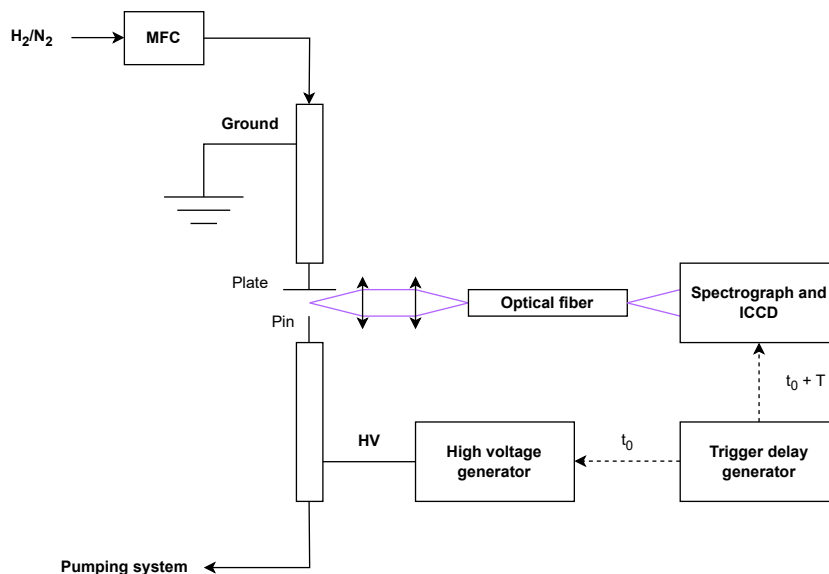 H₂/N₂
MFC
Ground
Plate
Pin
Optical fiber
Spectrograph and
ICCD
t₀ + T
HV
High voltage
generator
t₀
Trigger delay
generator
Pumping system